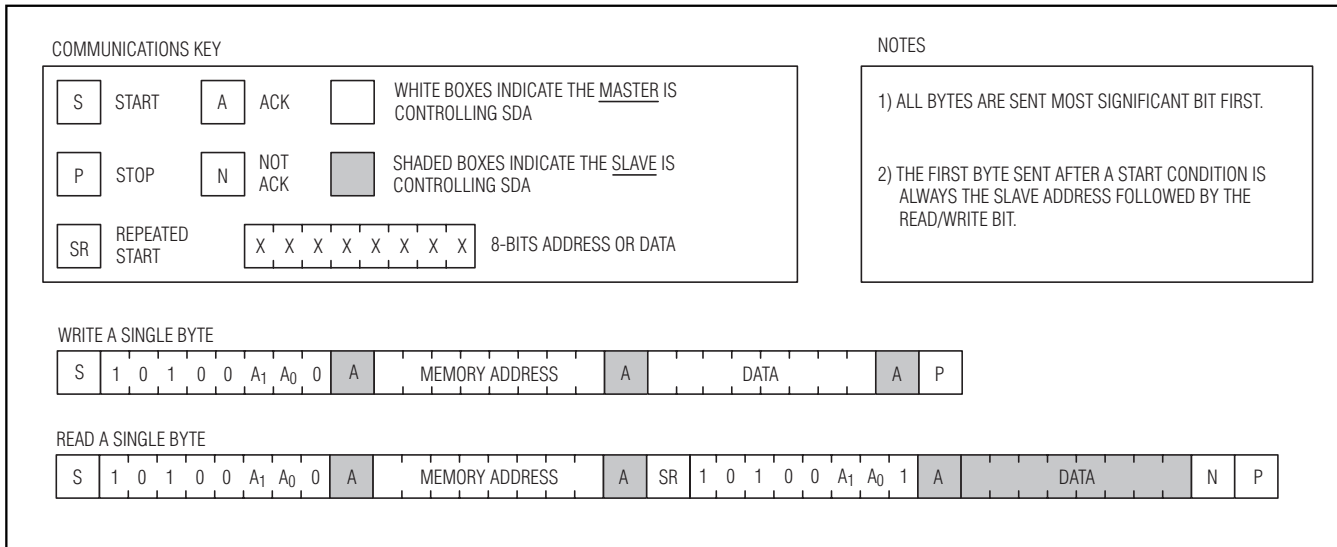 COMMUNICATIONS KEY
S START A ACK WHITE BOXES INDICATE THE MASTER IS
CONTROLLING SDA
P STOP N NOT
ACK SHADED BOXES INDICATE THE SLAVE IS
CONTROLLING SDA
SR REPEATED
START X X X X X X X X 8-BITS ADDRESS OR DATA
NOTES
1) ALL BYTES ARE SENT MOST SIGNIFICANT BIT FIRST.
2) THE FIRST BYTE SENT AFTER A START CONDITION IS
ALWAYS THE SLAVE ADDRESS FOLLOWED BY THE
READ/WRITE BIT.
WRITE A SINGLE BYTE
S 1 0 1 0 0 A1 A0 0 A MEMORY ADDRESS A DATA A P
READ A SINGLE BYTE
S 1 0 1 0 0 A1 A0 0 A MEMORY ADDRESS A SR 1 0 1 0 0 A1 A0 1 A DATA N P